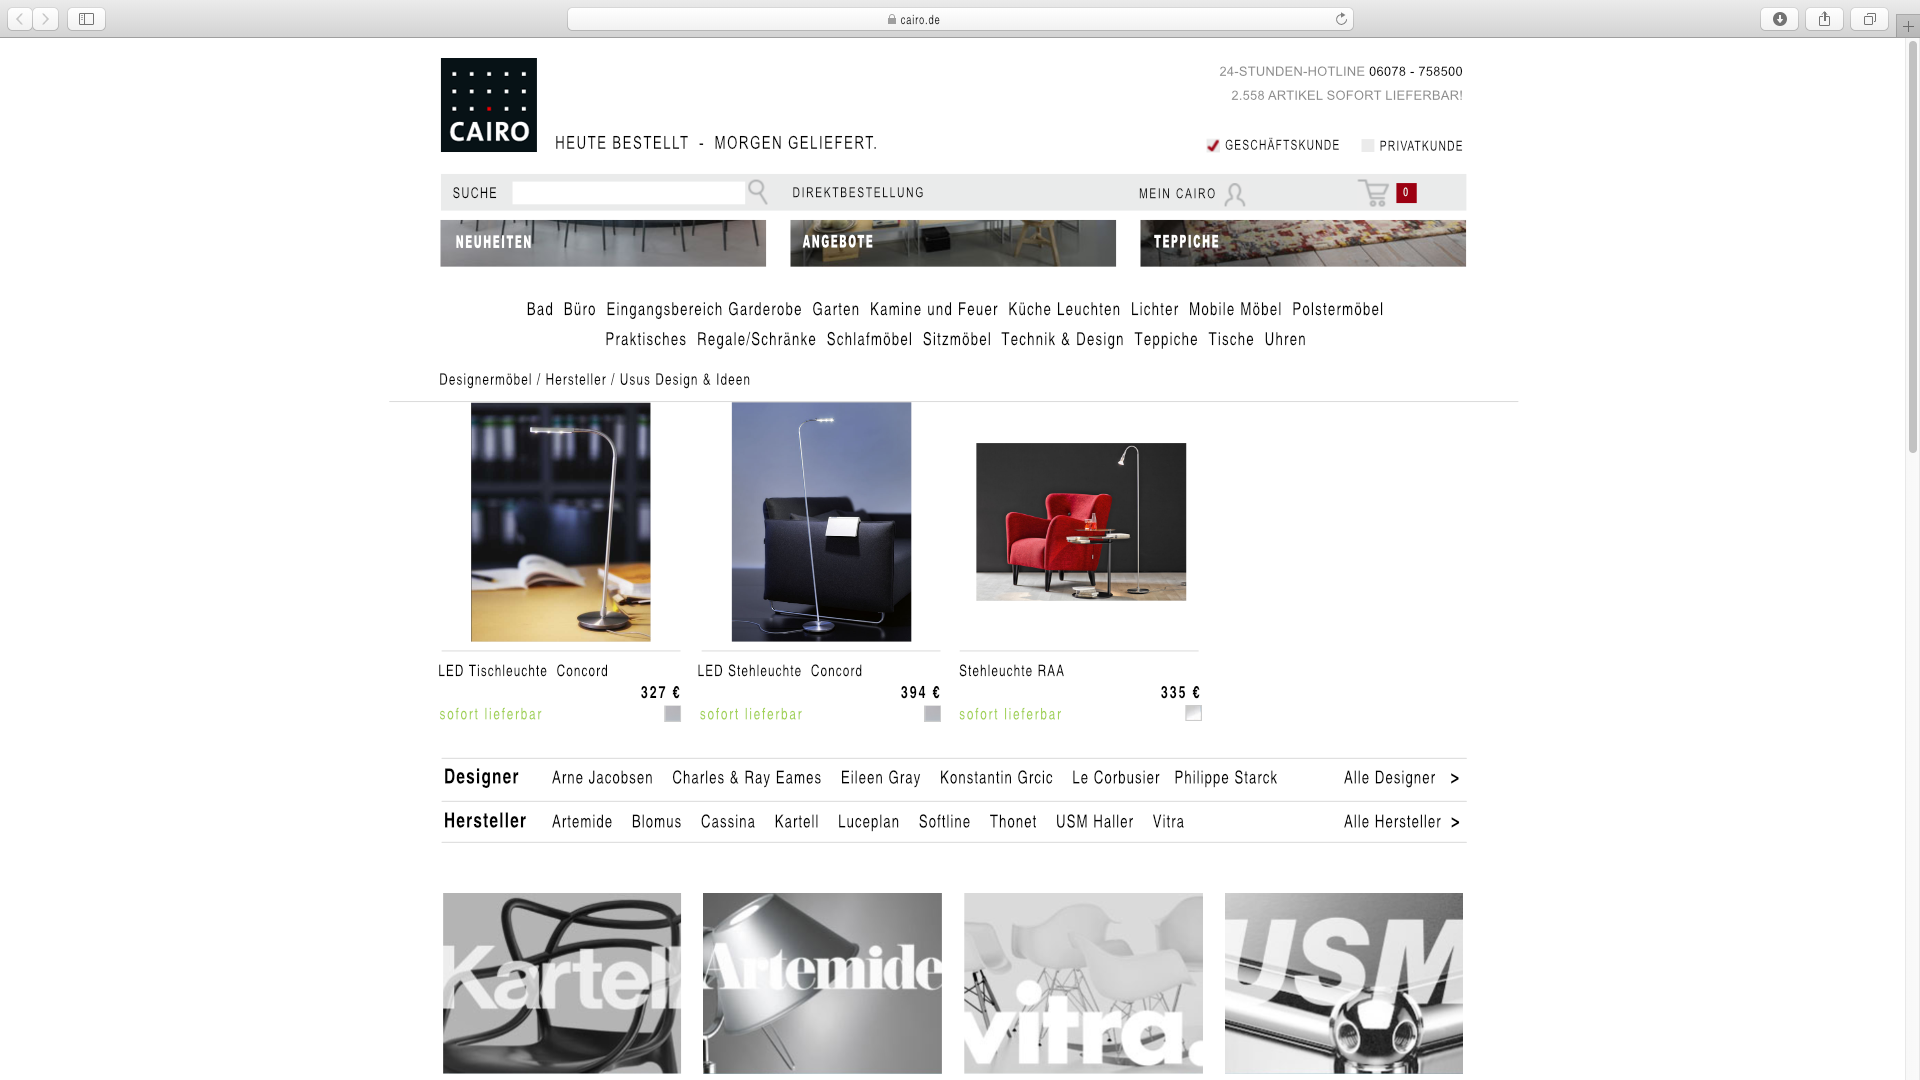 cairo.de
24-STUNDEN-HOTLINE 06078 - 758500
2.558 ARTIKEL SOFORT LIEFERBAR!
CAIRO
HEUTE BESTELLT - MORGEN GELIEFERT.
GESCHÄFTSKUNDE PRIVATKUNDE
SUCHE DIREKTBESTELLUNG MEIN CAIRO 0
NEUHEITEN ANGEBOTE TEPPICHE
Bad Büro Eingangsbereich Garderobe Garten Kamine und Feuer Küche Leuchten Lichter Mobile Möbel Polstermöbel
Praktisches Regale/Schränke Schlafmöbel Sitzmöbel Technik & Design Teppiche Tische Uhren
Designermöbel / Hersteller / Usus Design & Ideen
LED Tischleuchte Concord LED Stehleuchte Concord Stehleuchte RAA
327 € 394 € 335 €
sofort lieferbar sofort lieferbar sofort lieferbar
Designer Arne Jacobsen Charles & Ray Eames Eileen Gray Konstantin Grcic Le Corbusier Philippe Starck Alle Designer >
Hersteller Artemide Blomus Cassina Kartell Luceplan Softline Thonet USM Haller Vitra Alle Hersteller >
Kartell Artemide vitra. USM